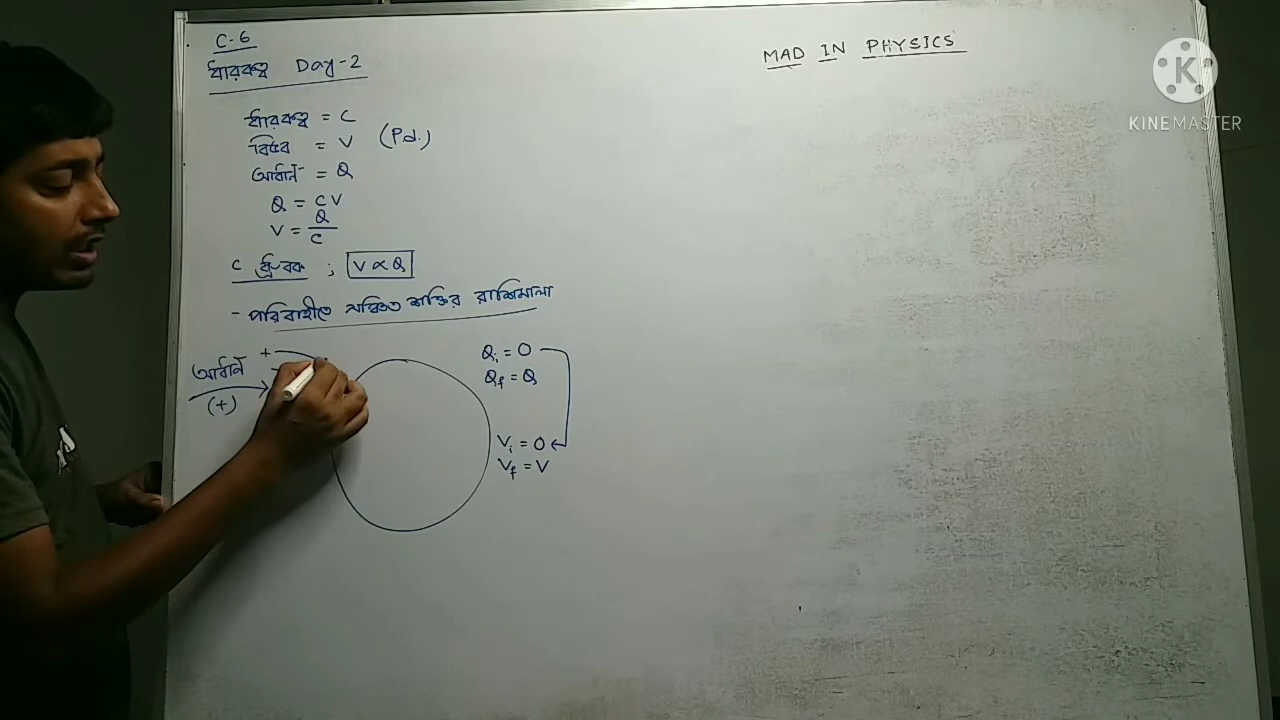 C-6
ধারকত্ব Day-2
MAD IN PHYSICS
KINEMASTER
ধারকত্ব = C
বিভব = V (Pd.)
আধান = Q
Q = CV
V = Q/C
C ধ্রুবক ; V ∝ Q
- পরিবাহীতে সঞ্চিত শক্তির রাশিমালা
আধান +
(+)
Qi = 0
Qf = Q
Vi = 0
Vf = V